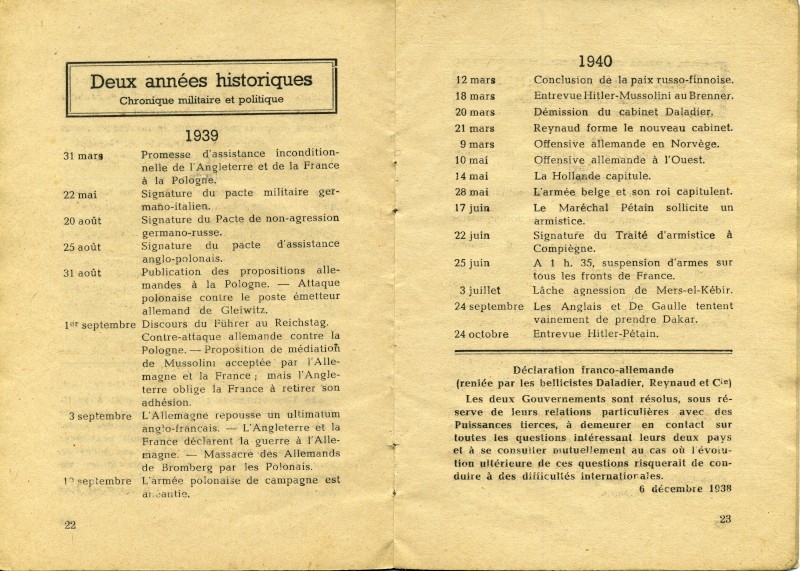 Deux années historiques
Chronique militaire et politique
1939
31 mars Promesse d'assistance incondition-
nelle de l'Angleterre et de la France
à la Pologne.
22 mai Signature du pacte militaire ger-
mano-italien.
20 août Signature du Pacte de non-agression
germano-russe.
25 août Signature du pacte d'assistance
anglo-polonais.
31 août Publication des propositions alle-
mandes à la Pologne. — Attaque
polonaise contre le poste émetteur
allemand de Gleiwitz.
1er septembre Discours du Führer au Reichstag.
Contre-attaque allemande contre la
Pologne. — Proposition de médiation
de Mussolini acceptée par l'Alle-
magne et la France ; mais l'Angle-
terre oblige la France à retirer son
adhésion.
3 septembre L'Allemagne repousse un ultimatum
anglo-francais. — L'Angleterre et la
France déclarent la guerre à l'Alle-
magne. — Massacre des Allemands
de Bromberg par les Polonais.
septembre L'armée polonaise de campagne est
anéantie.
22
1940
12 mars Conclusion de la paix russo-finnoise.
18 mars Entrevue Hitler-Mussolini au Brenner.
20 mars Démission du cabinet Daladier.
21 mars Reynaud forme le nouveau cabinet.
9 mars Offensive allemande en Norvège.
10 mai Offensive allemande à l'Ouest.
14 mai La Hollande capitule.
28 mai L'armée belge et son roi capitulent.
17 juin Le Maréchal Pétain sollicite un
armistice.
22 juin Signature du Traité d'armistice à
Compiègne.
25 juin A 1 h. 35, suspension d'armes sur
tous les fronts de France.
3 juillet Lâche agnession de Mers-el-Kébir.
24 septembre Les Anglais et De Gaulle tentent
vainement de prendre Dakar.
24 octobre Entrevue Hitler-Pétain.
Déclaration franco-allemande
(reniée par les bellicistes Daladier, Reynaud et Cie)
Les deux Gouvernements sont résolus, sous ré-
serve de leurs relations particulières avec des
Puissances tierces, à demeurer en contact sur
toutes les questions intéressant leurs deux pays
et à se consulter mutuellement au cas où l'évolu-
tion ultérieure de ces questions risquerait de con-
duire à des difficultés internationales.
6 décembre 1938
23